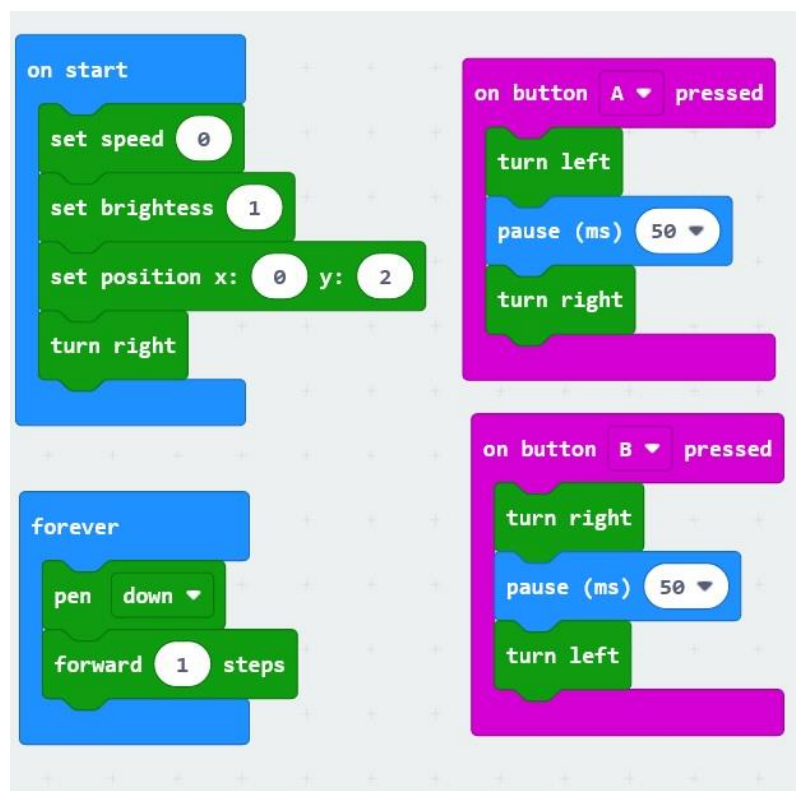 on start
set speed 0
set brightess 1
set position x: 0 y: 2
turn right
forever
pen down
forward 1 steps
on button A pressed
turn left
pause (ms) 50
turn right
on button B pressed
turn right
pause (ms) 50
turn left